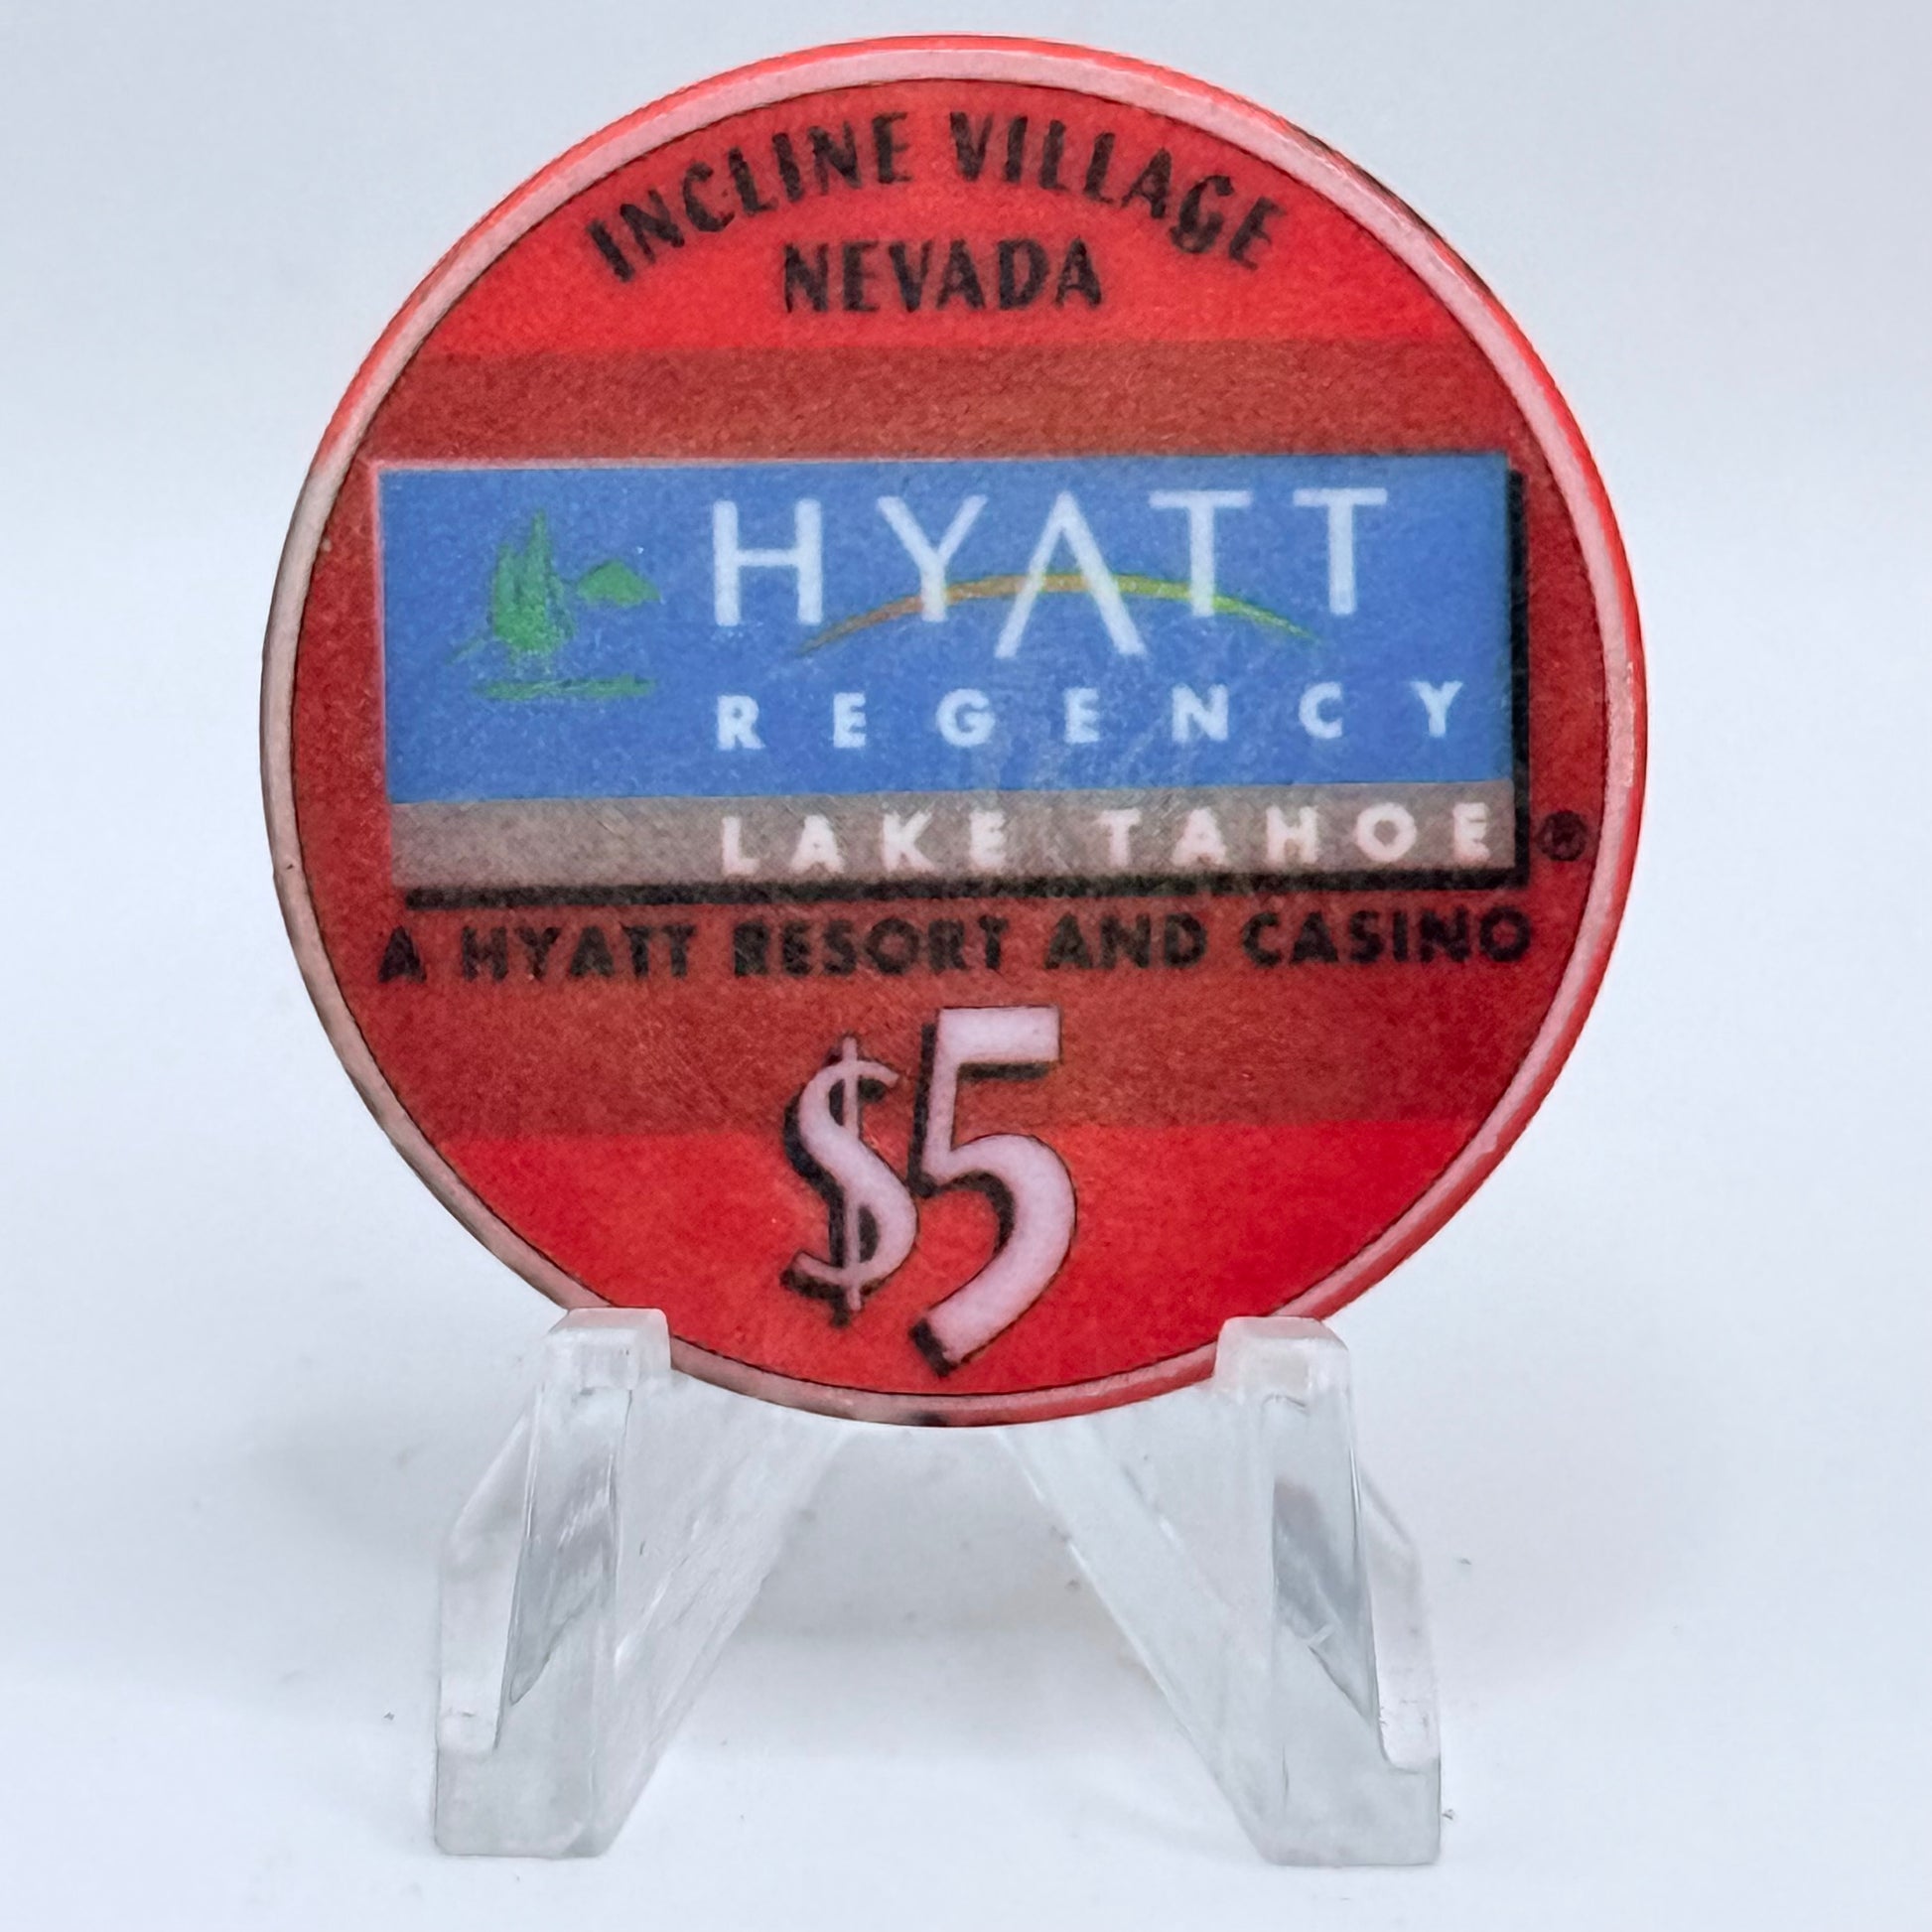 INCLINE VILLAGE
NEVADA
HYATT
REGENCY
LAKE TAHOE ®
A HYATT RESORT AND CASINO
$5